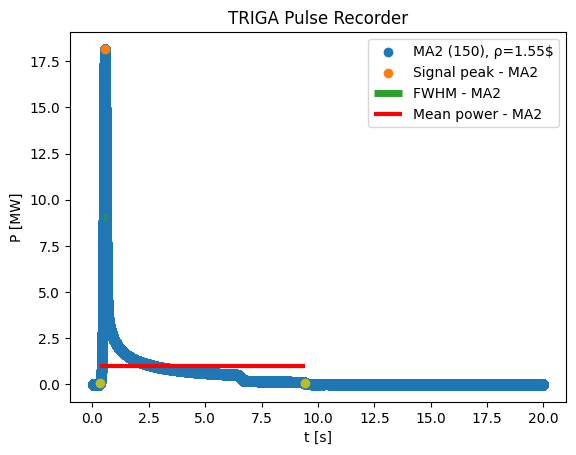 TRIGA Pulse Recorder
MA2 (150), ρ=1.55$
Signal peak - MA2
FWHM - MA2
Mean power - MA2
P [MW]
17.5
15.0
12.5
10.0
7.5
5.0
2.5
0.0
0.0 2.5 5.0 7.5 10.0 12.5 15.0 17.5 20.0
t [s]